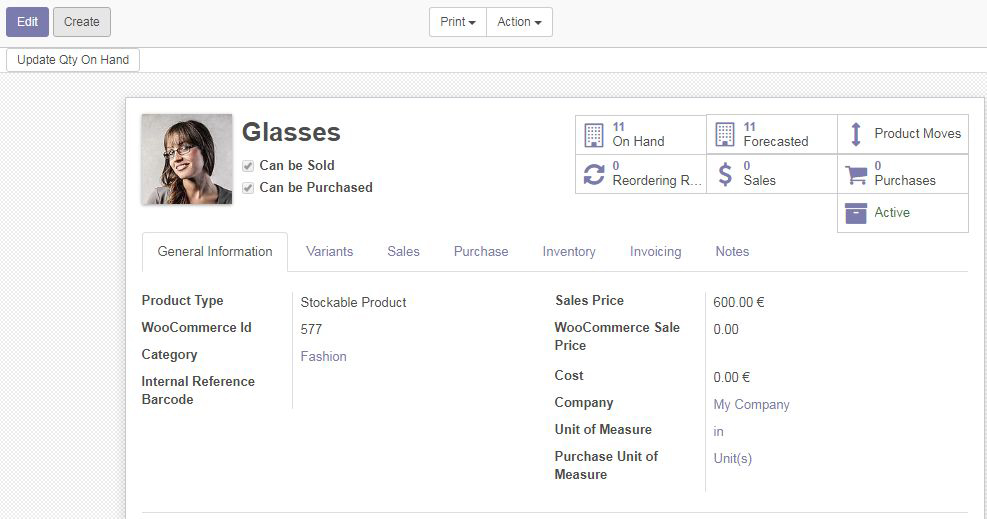 Edit
Create
Print
Action
Update Qty On Hand
Glasses
Can be Sold
Can be Purchased
11
On Hand
11
Forecasted
Product Moves
0
Reordering R...
0
Sales
0
Purchases
Active
General Information
Variants
Sales
Purchase
Inventory
Invoicing
Notes
Product Type
Stockable Product
WooCommerce Id
577
Category
Fashion
Internal Reference
Barcode
Sales Price
600.00 €
WooCommerce Sale
Price
0.00
Cost
0.00 €
Company
My Company
Unit of Measure
in
Purchase Unit of
Measure
Unit(s)